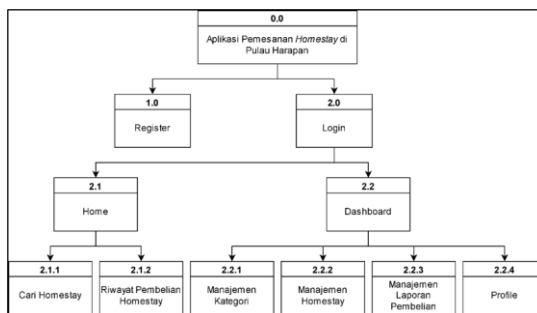 0.0
Aplikasi Pemesanan Homestay di
Pulau Harapan
1.0
Register
2.0
Login
2.1
Home
2.2
Dashboard
2.1.1
Cari Homestay
2.1.2
Riwayat Pembelian
Homestay
2.2.1
Manajemen
Kategori
2.2.2
Manajemen
Homestay
2.2.3
Manajemen
Laporan
Pembelian
2.2.4
Profile